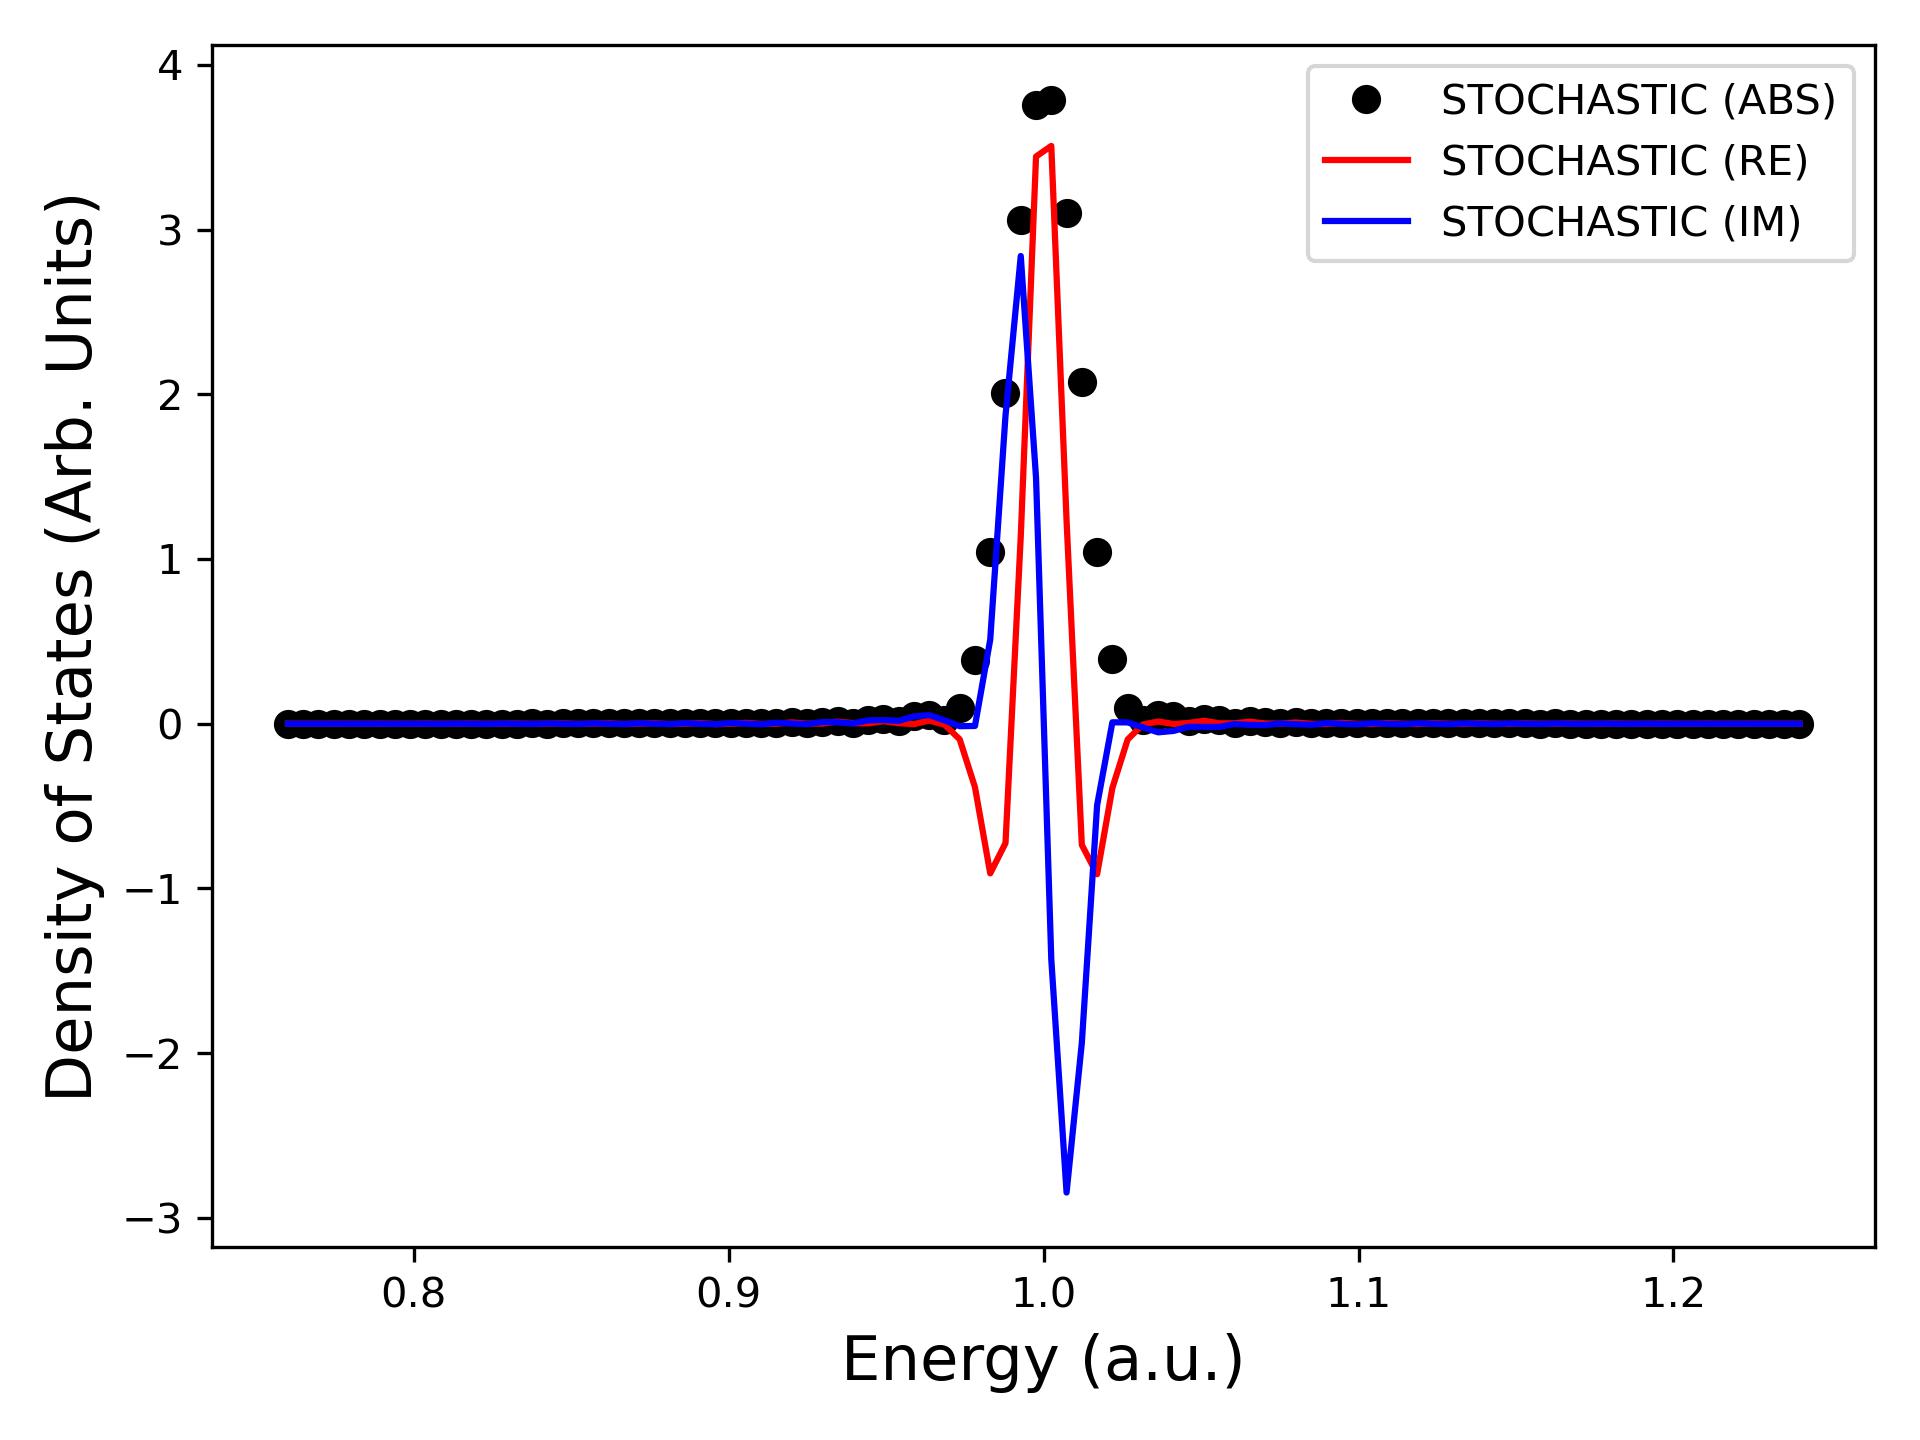 STOCHASTIC (ABS)
STOCHASTIC (RE)
STOCHASTIC (IM)
Density of States (Arb. Units)
4
3
2
1
0
−1
−2
−3
0.8 0.9 1.0 1.1 1.2
Energy (a.u.)